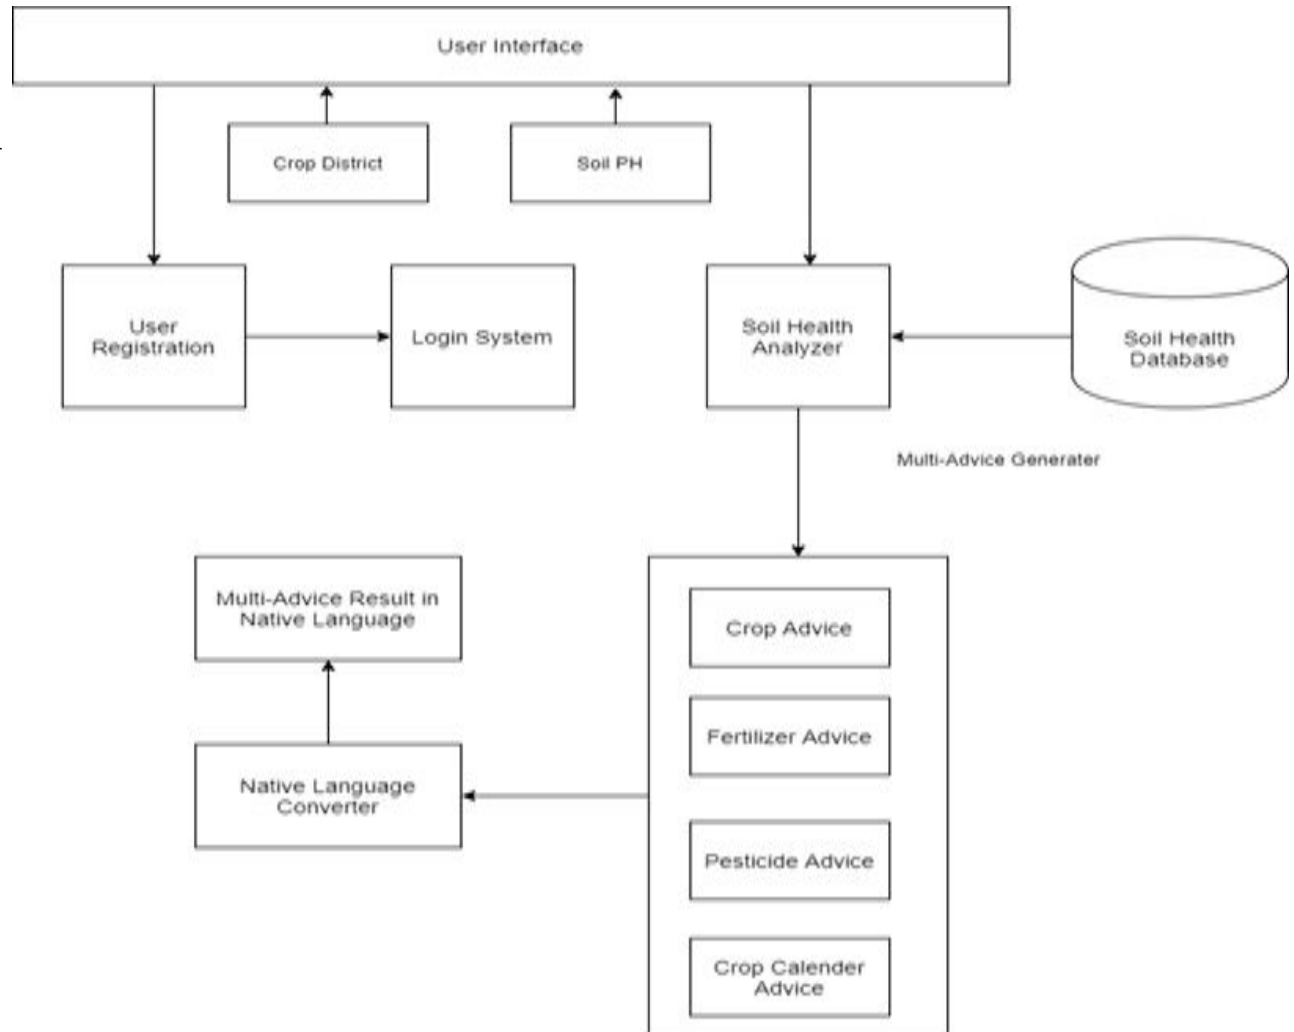 User Interface
Crop District
Soil PH
User
Registration
Login System
Soil Health
Analyzer
Soil Health
Database
Multi-Advice Generater
Multi-Advice Result in
Native Language
Crop Advice
Fertilizer Advice
Native Language
Converter
Pesticide Advice
Crop Calender
Advice